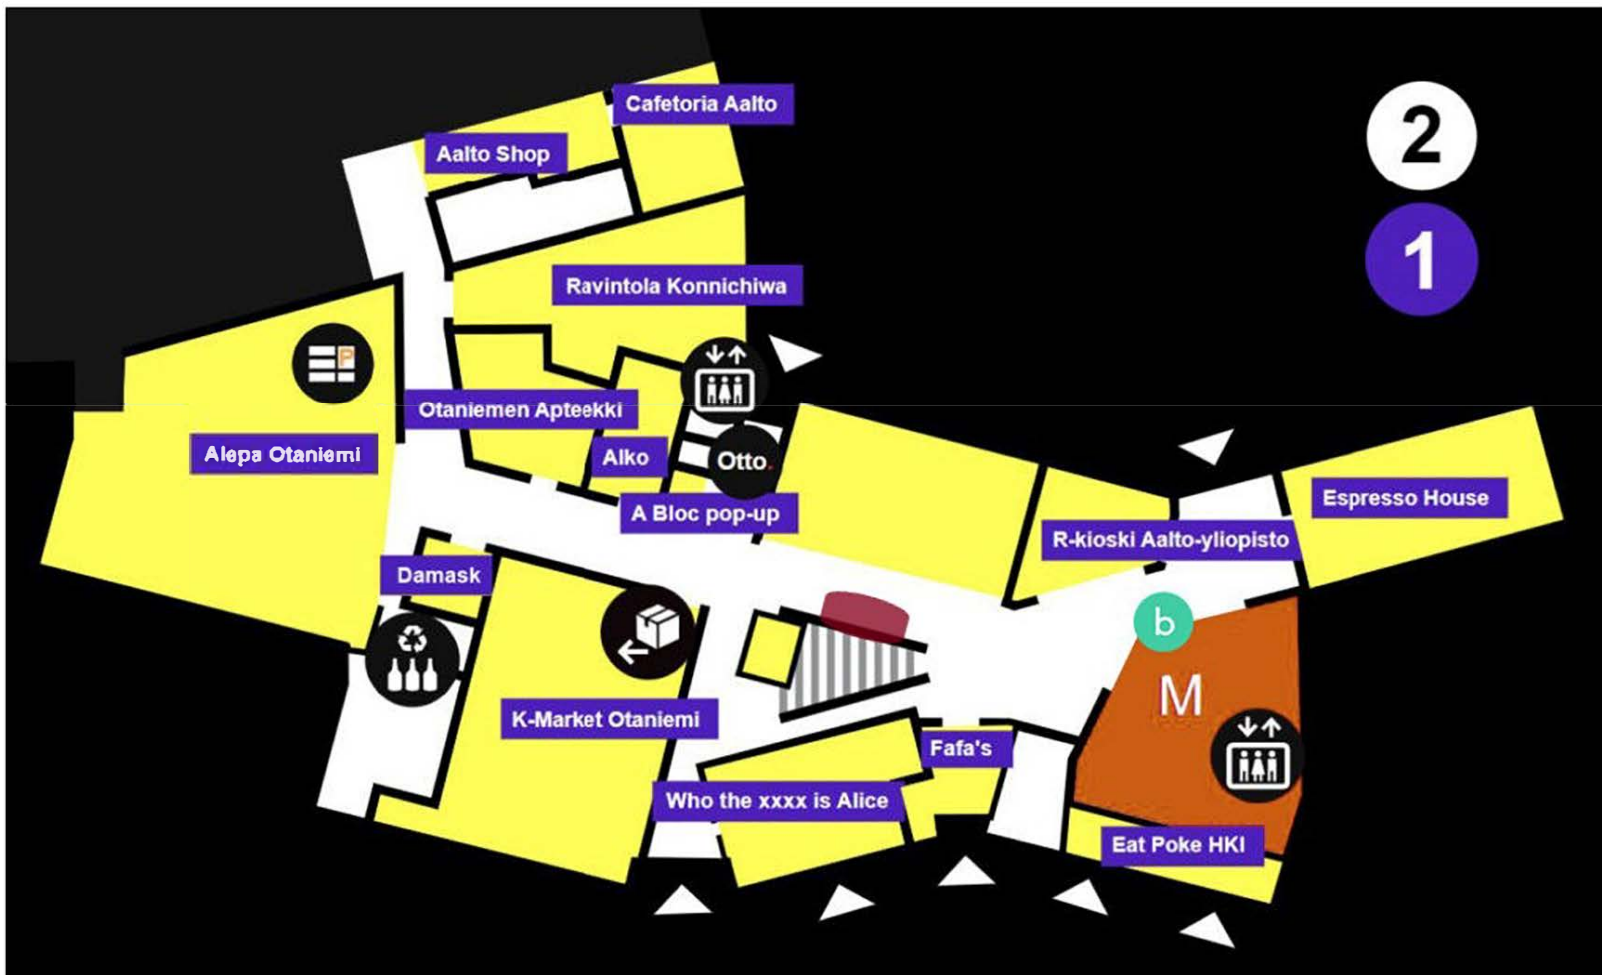 Cafetoria Aalto
2
Aalto Shop
1
Ravintola Konnichiwa
P
Otaniemen Apteekki
Alepa Otaniemi
Alko
Otto.
A Bloc pop-up
Espresso House
R-kioski Aalto-yliopisto
Damask
b
M
K-Market Otaniemi
Fafa's
Who the xxxx is Alice
Eat Poke HKI